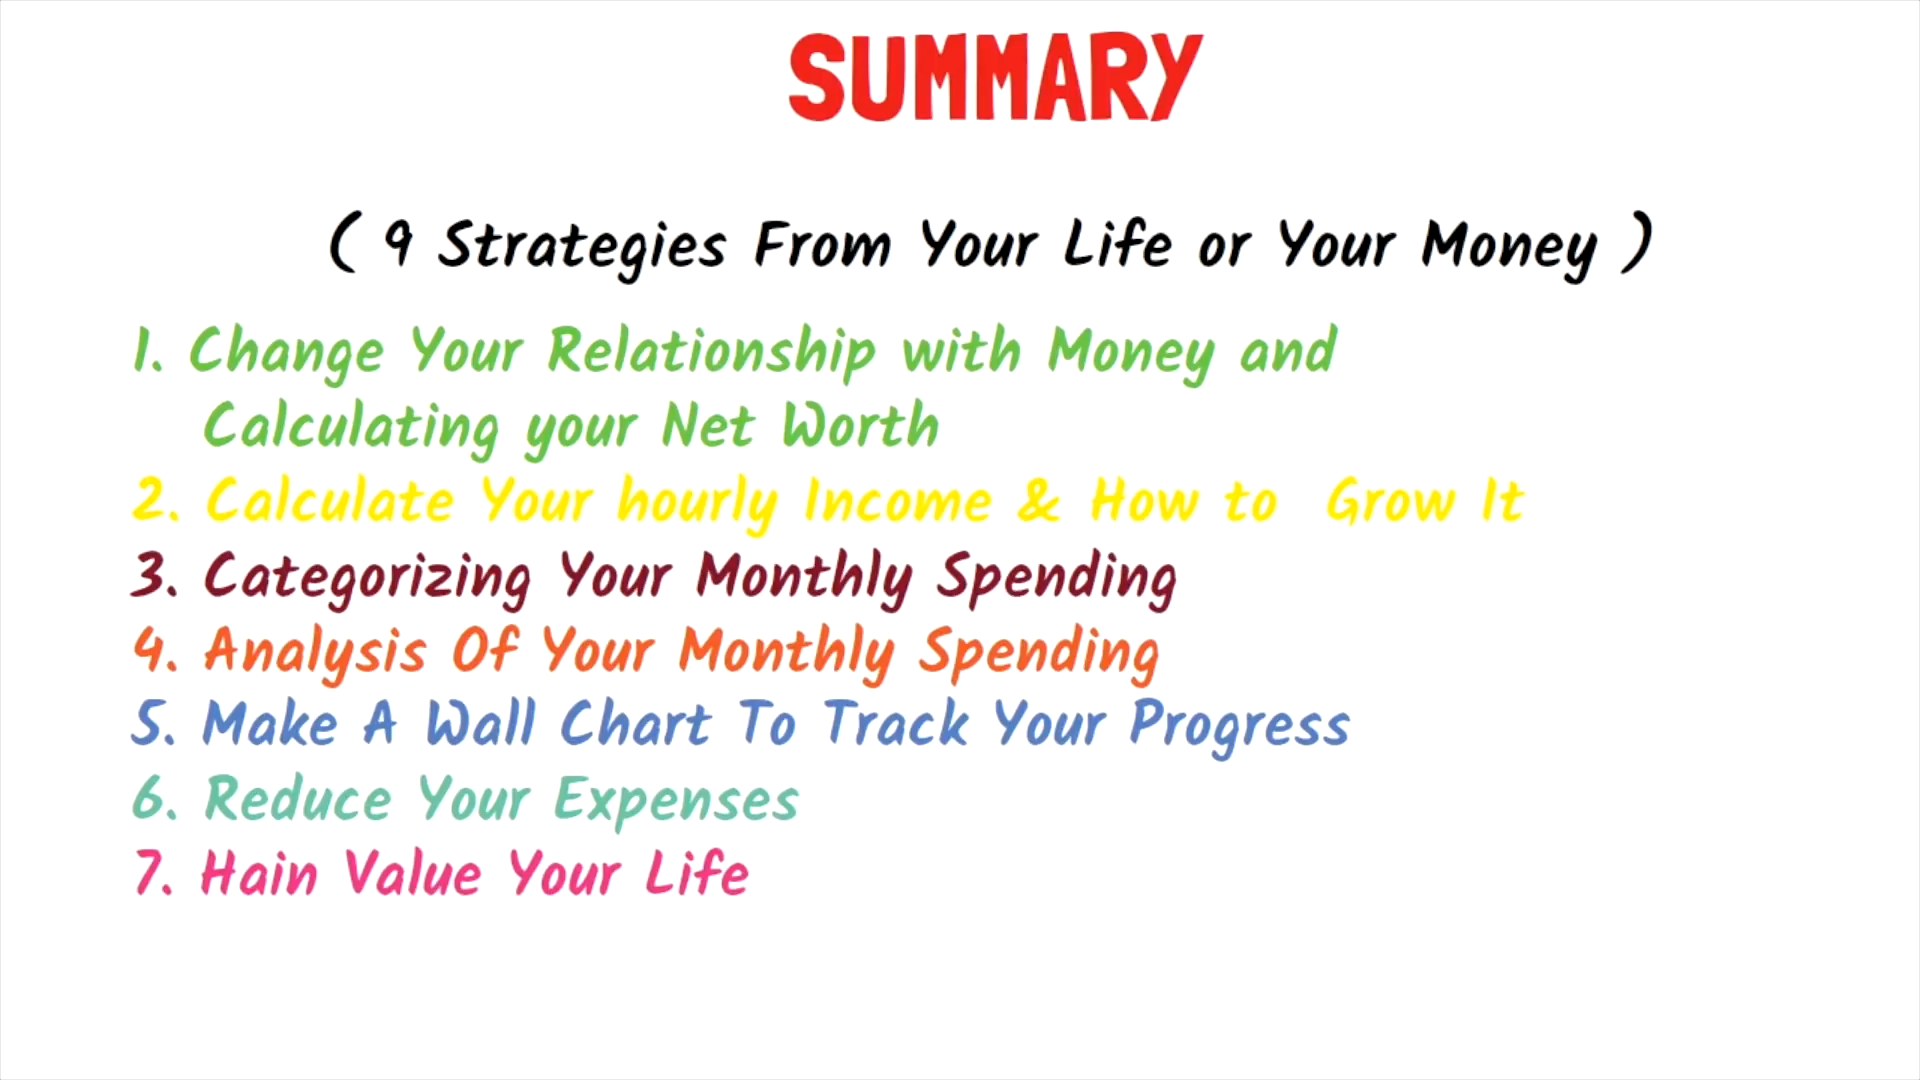 SUMMARY
( 9 Strategies From Your Life or Your Money )
1. Change Your Relationship with Money and
Calculating your Net Worth
2. Calculate Your hourly Income & How to Grow It
3. Categorizing Your Monthly Spending
4. Analysis Of Your Monthly Spending
5. Make A Wall Chart To Track Your Progress
6. Reduce Your Expenses
7. Hain Value Your Life